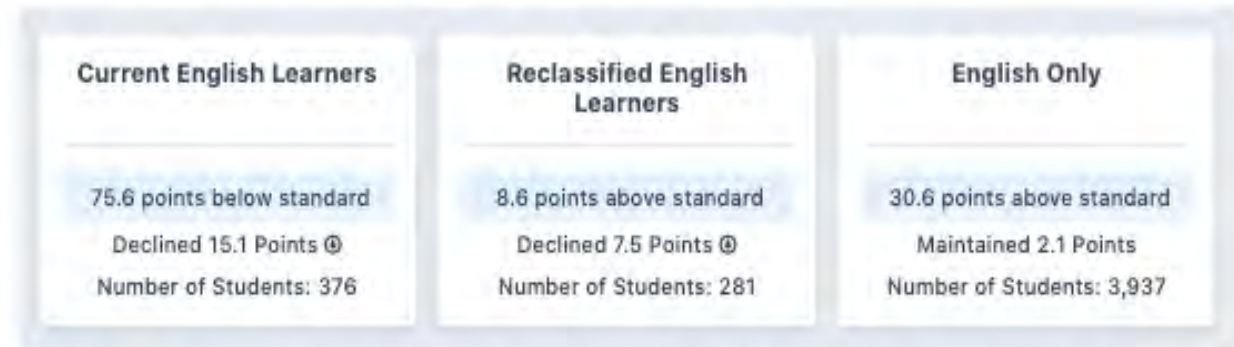 Current English Learners
75.6 points below standard
Declined 15.1 Points
Number of Students: 376
Reclassified English
Learners
8.6 points above standard
Declined 7.5 Points
Number of Students: 281
English Only
30.6 points above standard
Maintained 2.1 Points
Number of Students: 3,937